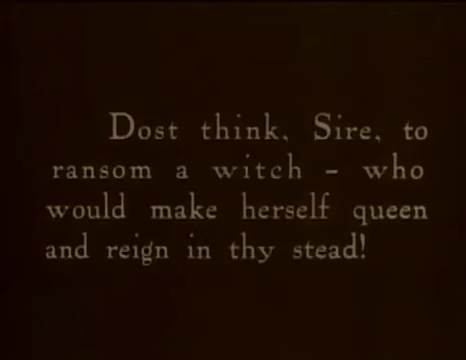 Dost think, Sire, to
ransom a witch - who
would make herself queen
and reign in thy stead!